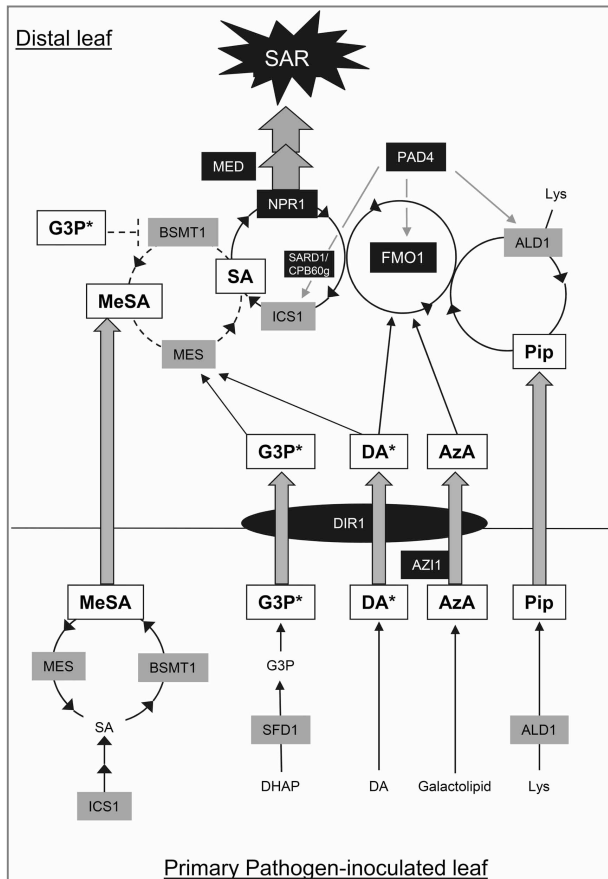 Distal leaf
SAR
MED
PAD4
Lys
NPR1
G3P*
BSMT1
ALD1
SARD1/
CPB60g
FMO1
SA
MeSA
ICS1
MES
Pip
G3P*
DA*
AzA
DIR1
AZI1
MeSA
G3P*
DA*
AzA
Pip
MES
BSMT1
G3P
SA
SFD1
ALD1
DHAP
DA
Galactolipid
Lys
ICS1
Primary Pathogen-inoculated leaf